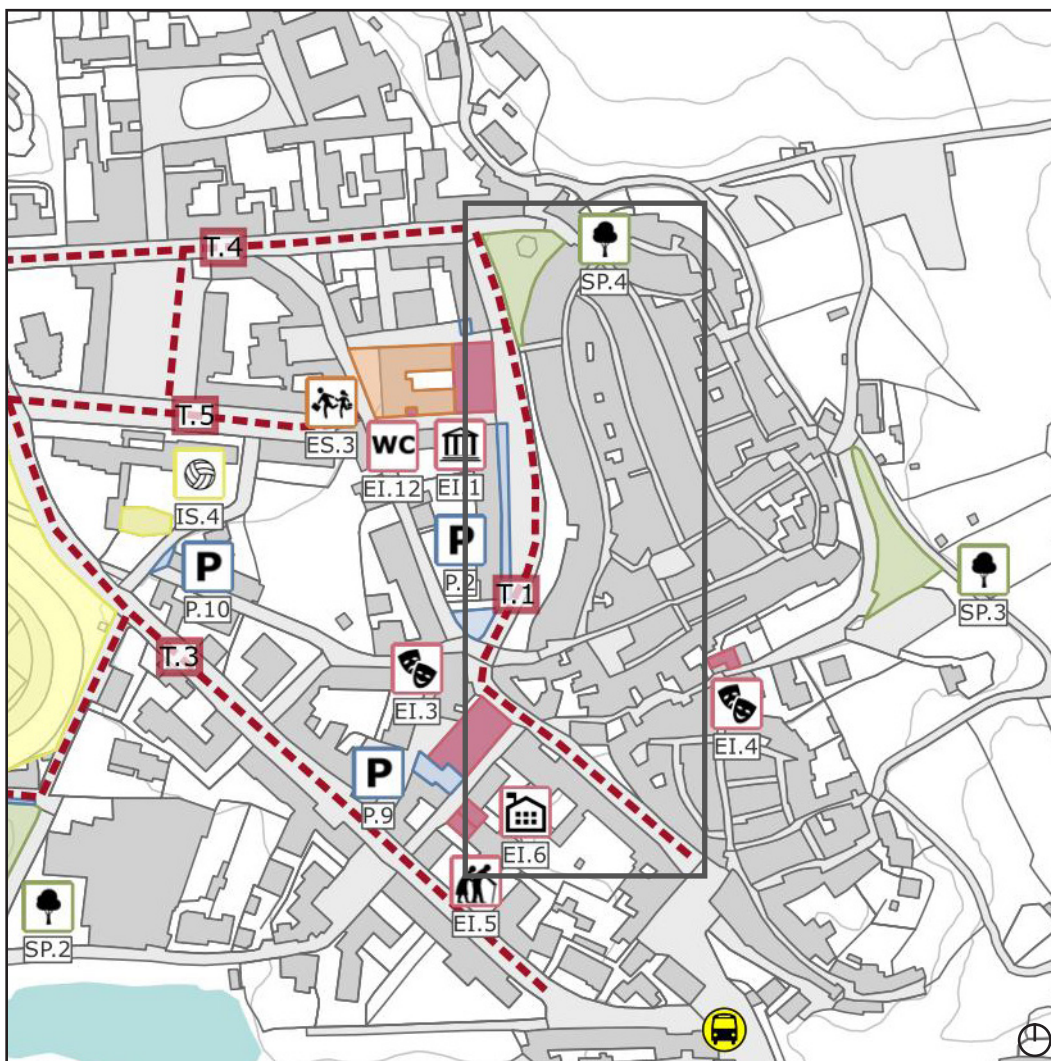 T.4
SP.4
T.5
ES.3
WC
EI.12
EI.1
IS.4
P
P.2
P
P.10
T.1
SP.3
T.3
EI.3
EI.4
P
P.9
EI.6
EI.5
SP.2